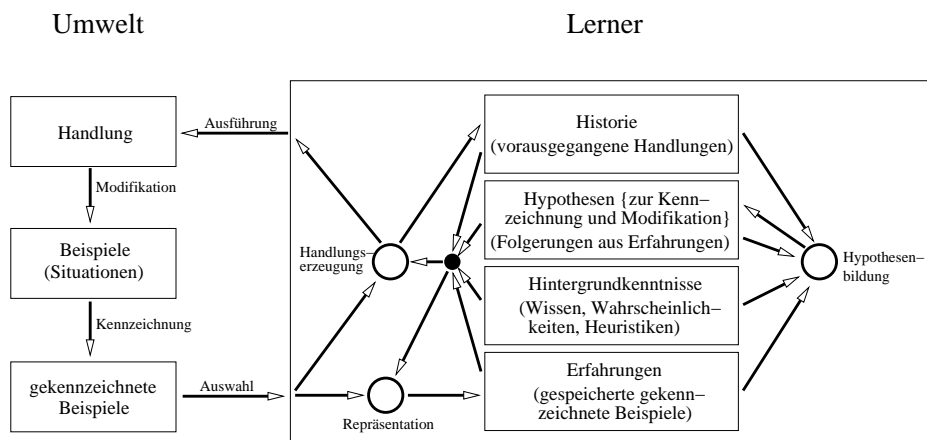 Umwelt
Lerner
Handlung
Ausführung
Modifikation
Beispiele
(Situationen)
Kennzeichnung
gekennzeichnete
Beispiele
Auswahl
Handlungs–
erzeugung
Repräsentation
Historie
(vorausgegangene Handlungen)
Hypothesen {zur Kenn–
zeichnung und Modifikation}
(Folgerungen aus Erfahrungen)
Hintergrundkenntnisse
(Wissen, Wahrscheinlich–
keiten, Heuristiken)
Erfahrungen
(gespeicherte gekenn–
zeichnete Beispiele)
Hypothesen–
bildung